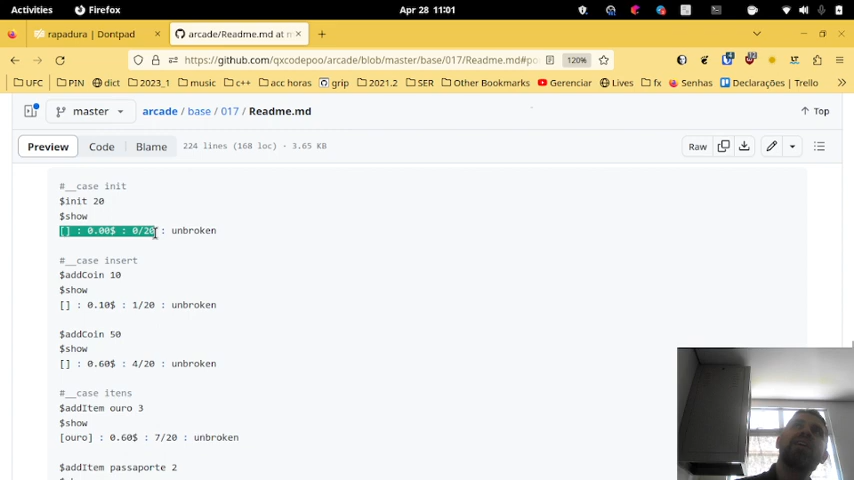 Activities
Firefox
Apr 28 11:01
rapadura | Dontpad
arcade/Readme.md at m
https://github.com/qxcodepoo/arcade/blob/master/base/017/Readme.md#po
120%
UFC
PIN
dict
2023_1
music
c++
acc horas
grip
2021.2
SER
Other Bookmarks
Gerenciar
Lives
fx
Senhas
Declarações | Trello
master
arcade / base / 017 / Readme.md
Top
Preview
Code
Blame
224 lines (168 loc) · 3.65 KB
Raw
#__case init
$init 20
$show
[] : 0.00$ : 0/20 : unbroken
#__case insert
$addCoin 10
$show
[] : 0.10$ : 1/20 : unbroken
$addCoin 50
$show
[] : 0.60$ : 4/20 : unbroken
#__case itens
$addItem ouro 3
$show
[ouro] : 0.60$ : 7/20 : unbroken
$addItem passaporte 2